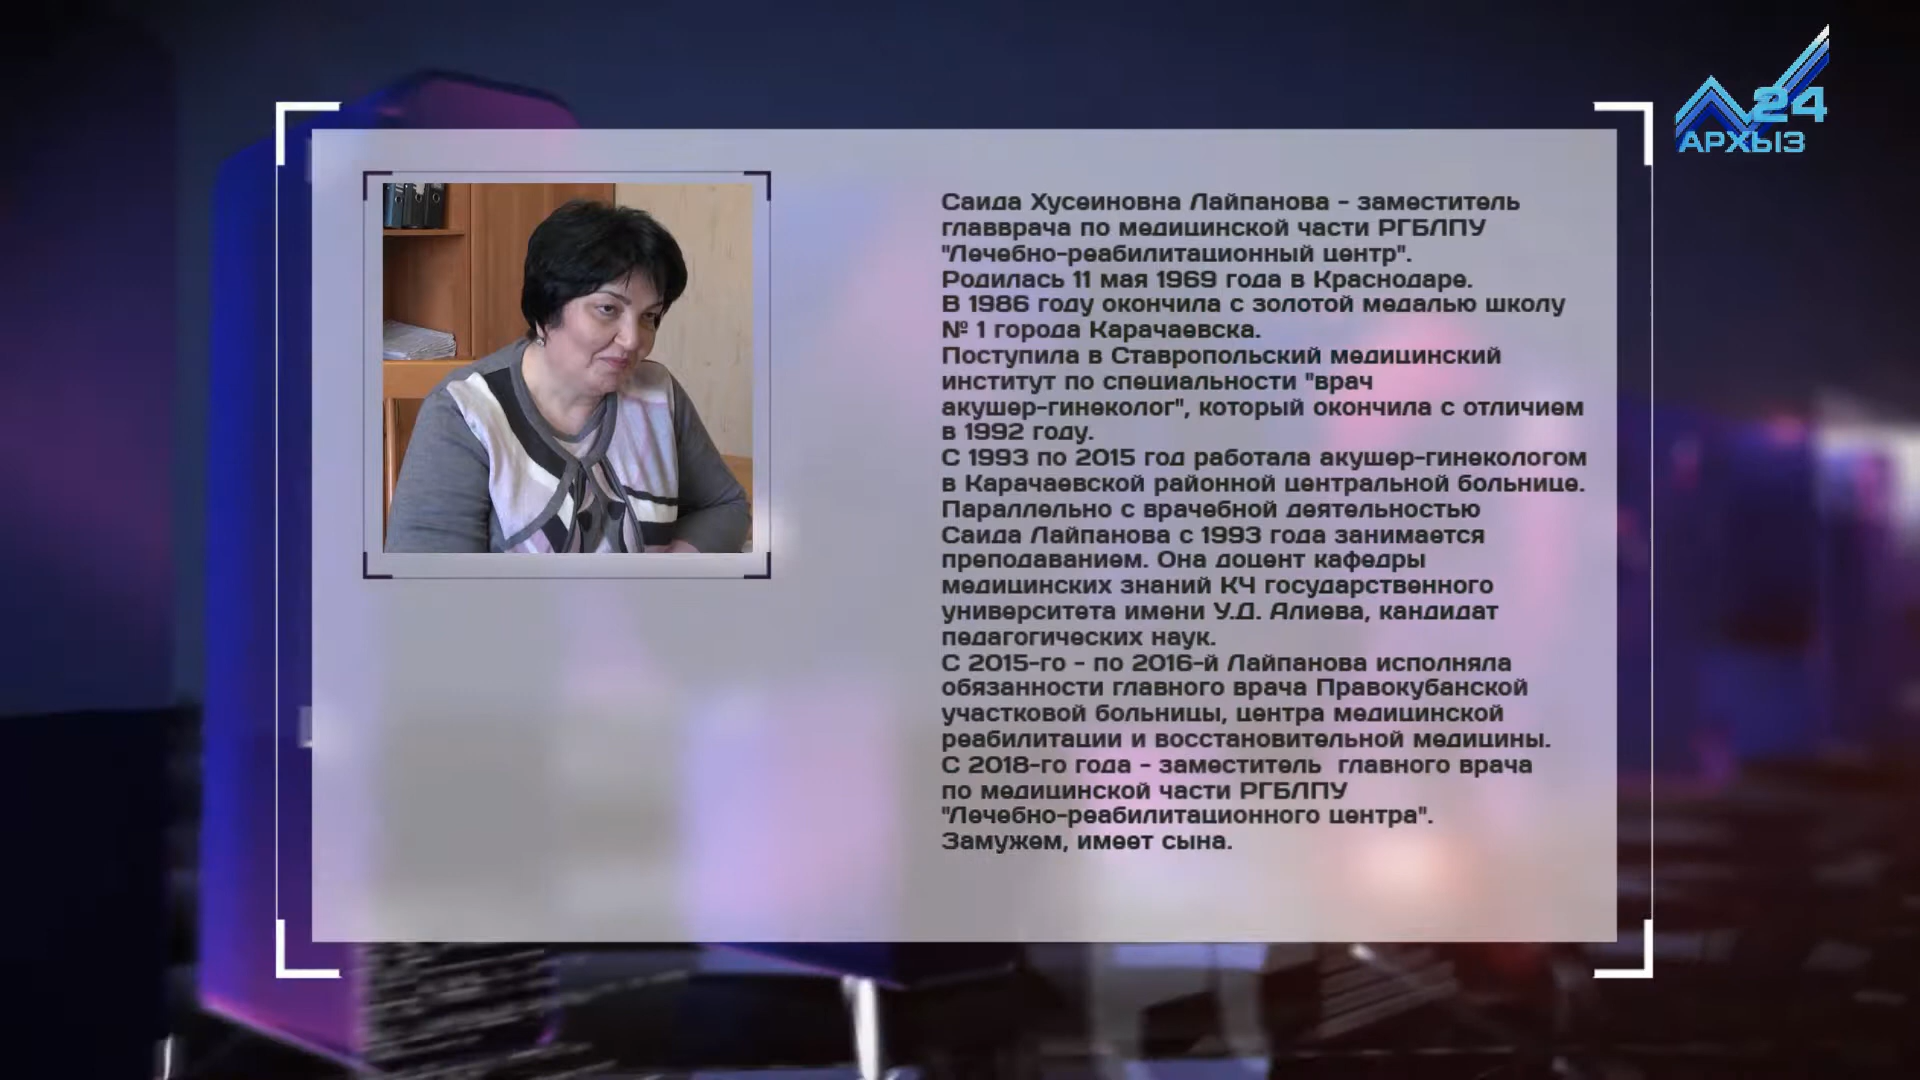 24
АРХЫЗ
Саида Хусеиновна Лайпанова - заместитель
главврача по медицинской части РГБЛПУ
"Лечебно-реабилитационный центр".
Родилась 11 мая 1969 года в Краснодаре.
В 1986 году окончила с золотой медалью школу
№ 1 города Карачаевска.
Поступила в Ставропольский медицинский
институт по специальности "врач
акушер-гинеколог", который окончила с отличием
в 1992 году.
С 1993 по 2015 год работала акушер-гинекологом
в Карачаевской районной центральной больнице.
Параллельно с врачебной деятельностью
Саида Лайпанова с 1993 года занимается
преподаванием. Она доцент кафедры
медицинских знаний КЧ государственного
университета имени У.Д. Алиева, кандидат
педагогических наук.
С 2015-го - по 2016-й Лайпанова исполняла
обязанности главного врача Правокубанской
участковой больницы, центра медицинской
реабилитации и восстановительной медицины.
С 2018-го года - заместитель главного врача
по медицинской части РГБЛПУ
"Лечебно-реабилитационного центра".
Замужем, имеет сына.